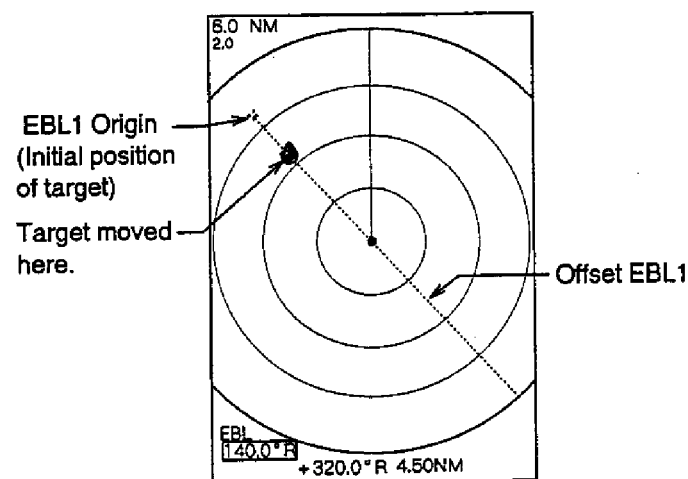 6.0 NM
2.0
EBL1 Origin
(Initial position
of target)
Target moved
here.
Offset EBL1
EBL
140.0°R
+320.0°R 4.50NM